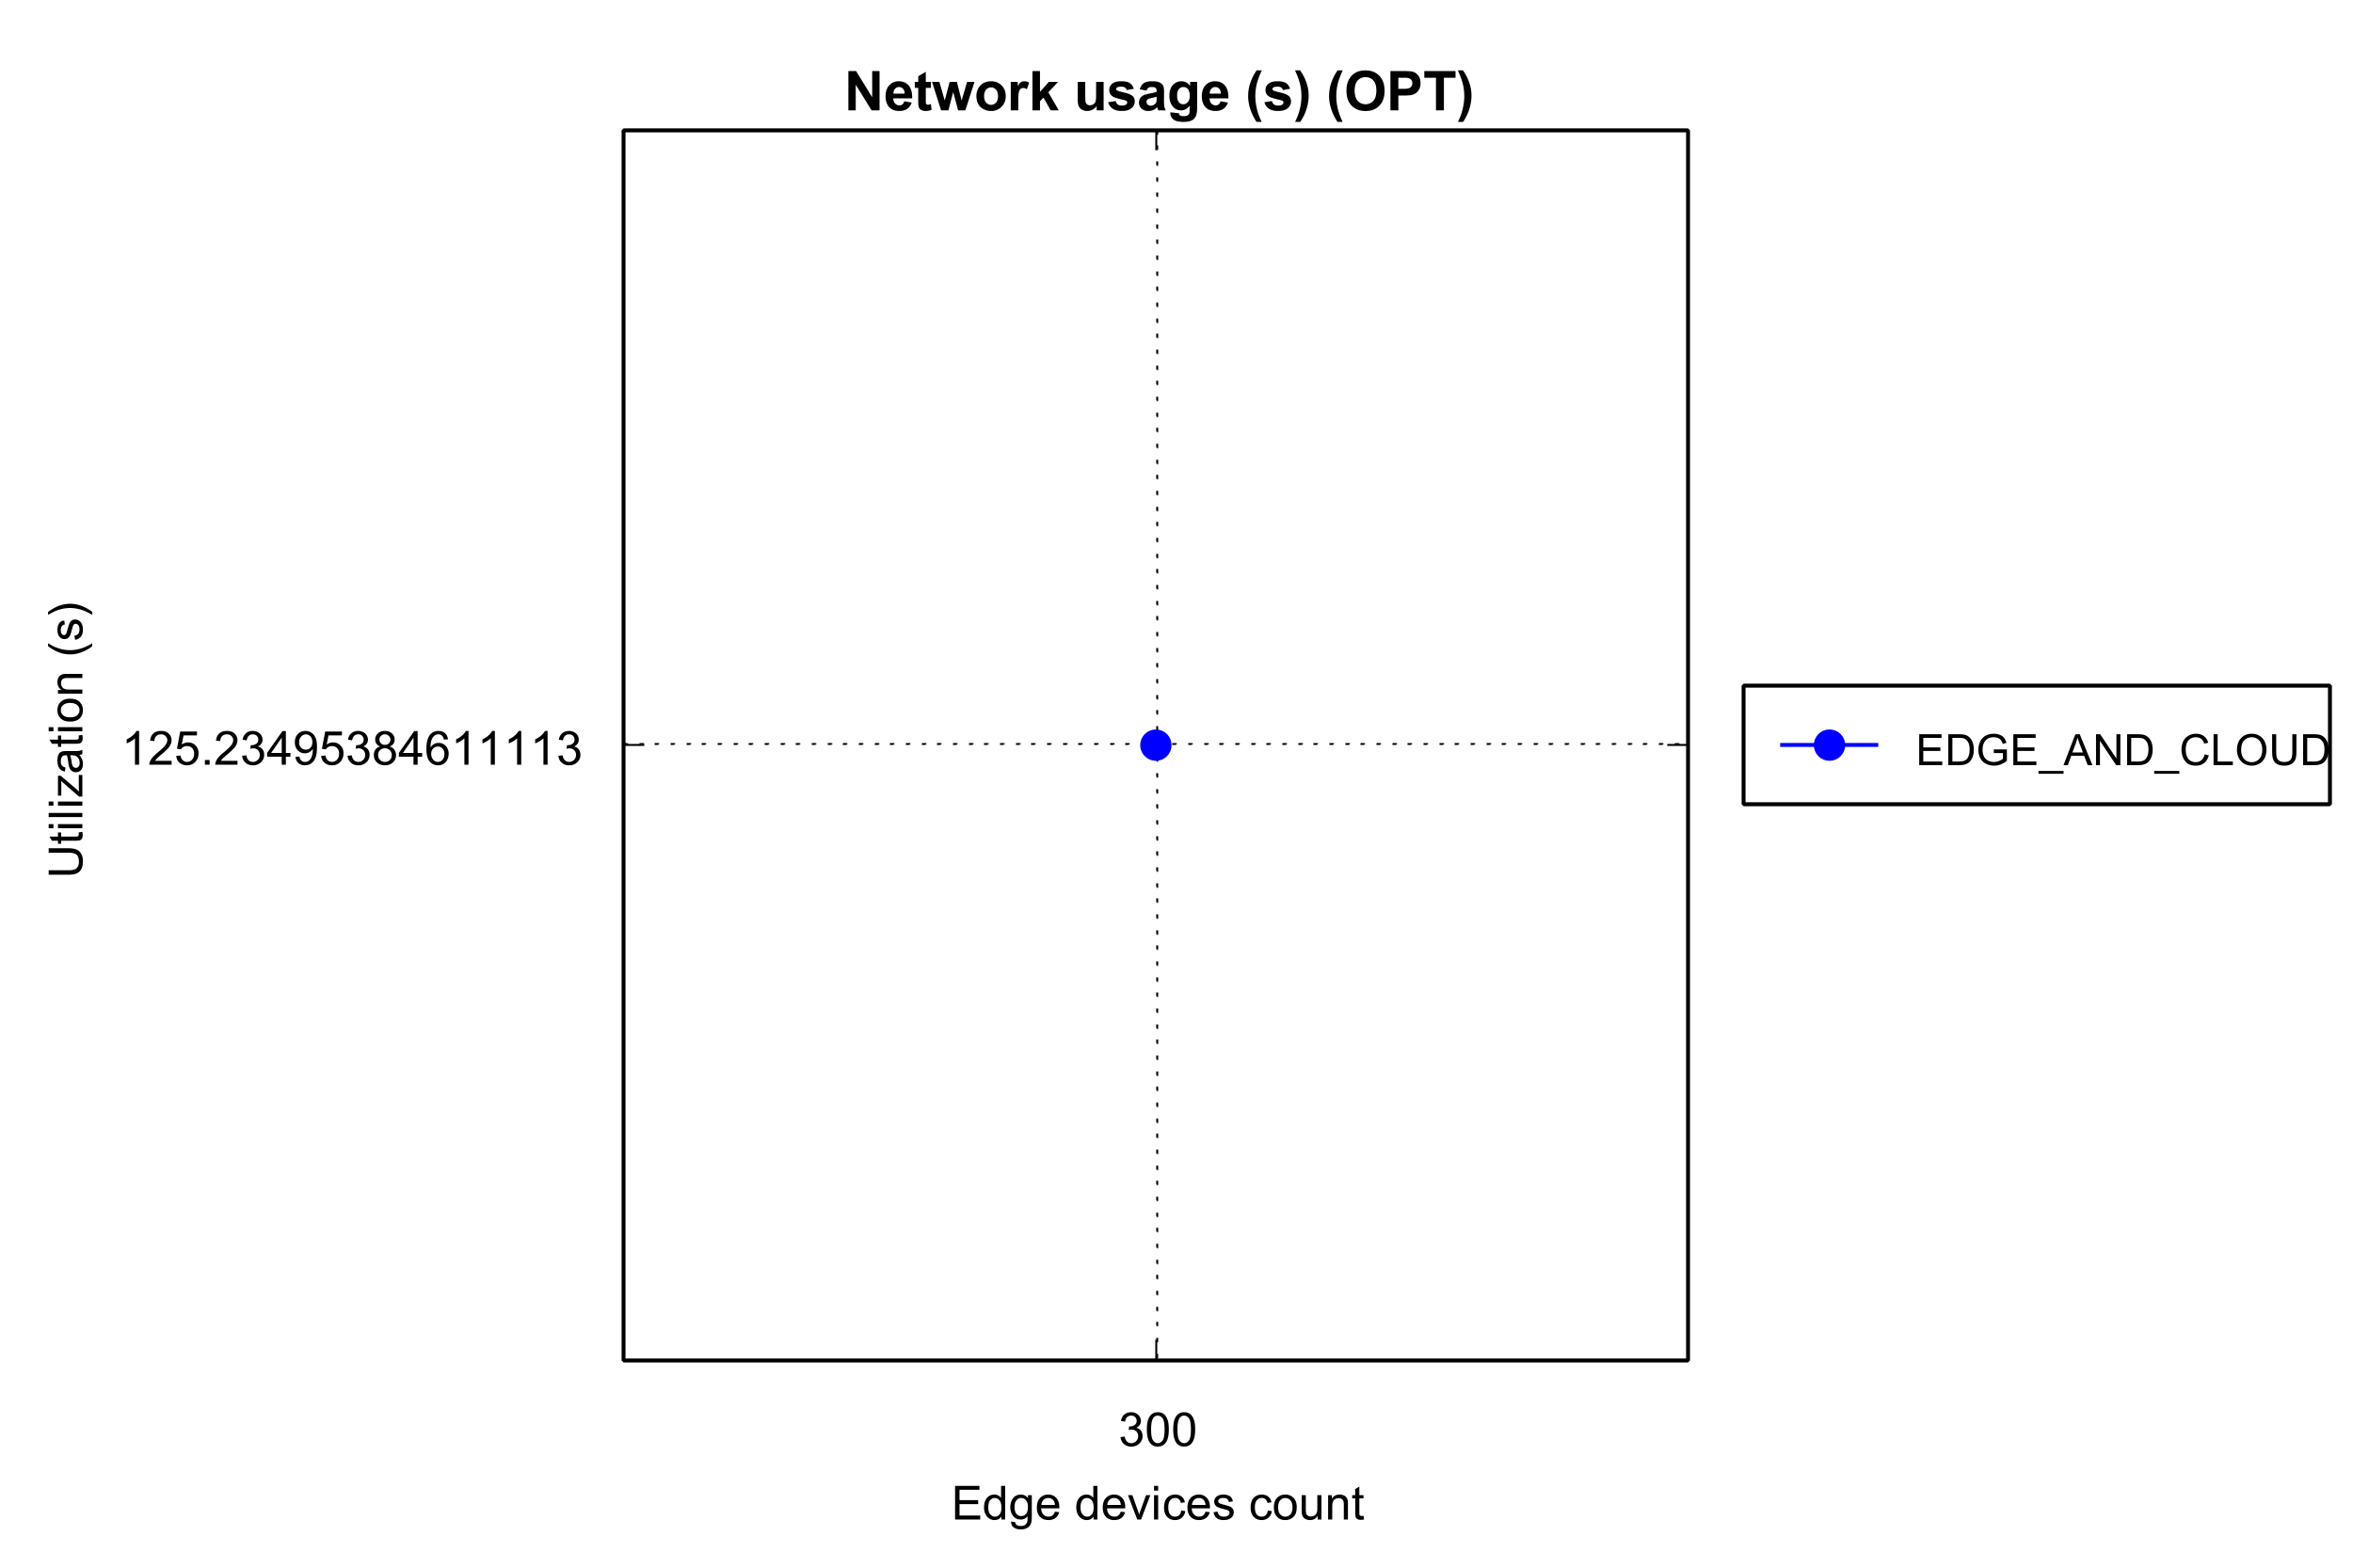 Network usage (s) (OPT)
Utilization (s)
125.23495384611113
EDGE_AND_CLOUD
300
Edge devices count